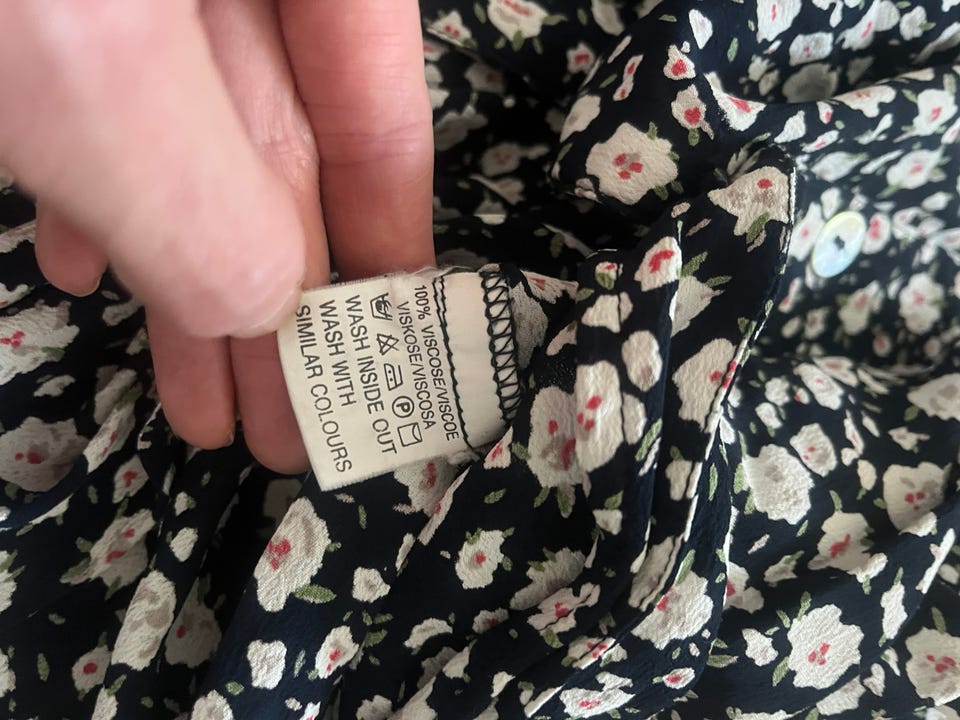 100% VISCOSE/VISCOE
VISKOSE/VISCOSA
P
WASH INSIDE OUT
WASH WITH
SIMILAR COLOURS